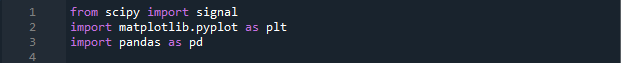 1 from scipy import signal
2 import matplotlib.pyplot as plt
3 import pandas as pd
4